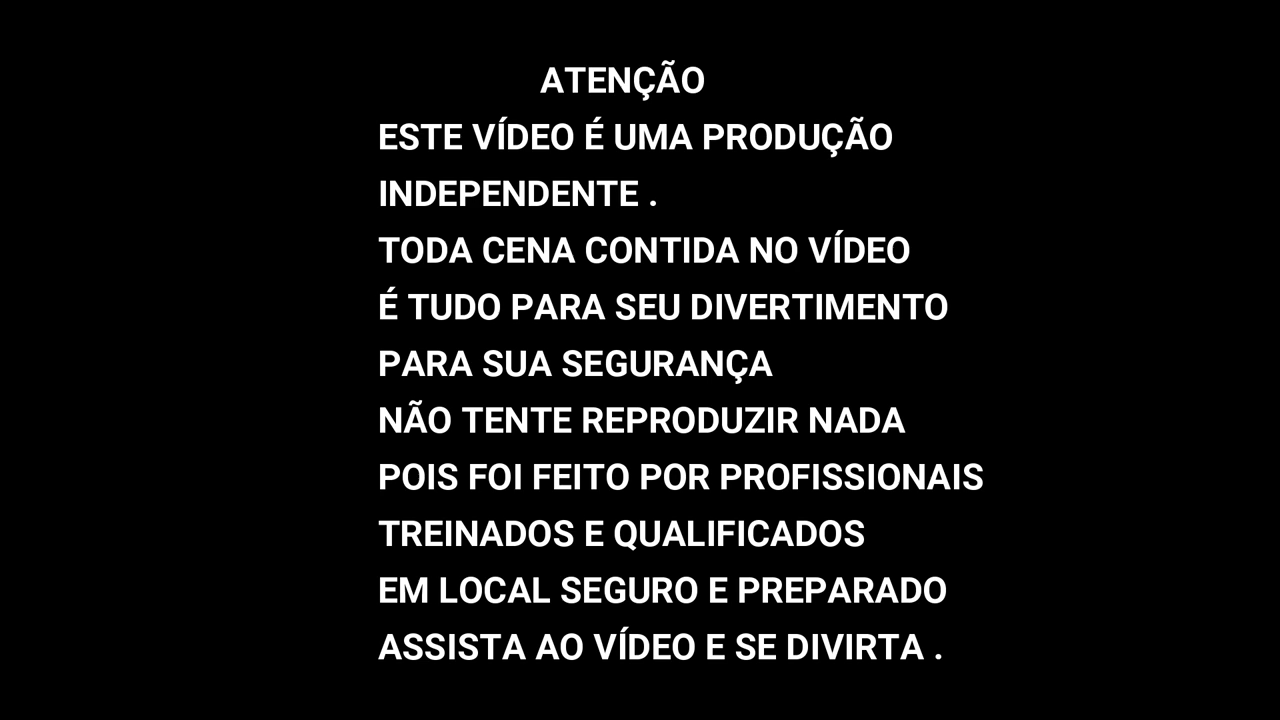 ATENÇÃO
ESTE VÍDEO É UMA PRODUÇÃO
INDEPENDENTE .
TODA CENA CONTIDA NO VÍDEO
É TUDO PARA SEU DIVERTIMENTO
PARA SUA SEGURANÇA
NÃO TENTE REPRODUZIR NADA
POIS FOI FEITO POR PROFISSIONAIS
TREINADOS E QUALIFICADOS
EM LOCAL SEGURO E PREPARADO
ASSISTA AO VÍDEO E SE DIVIRTA .